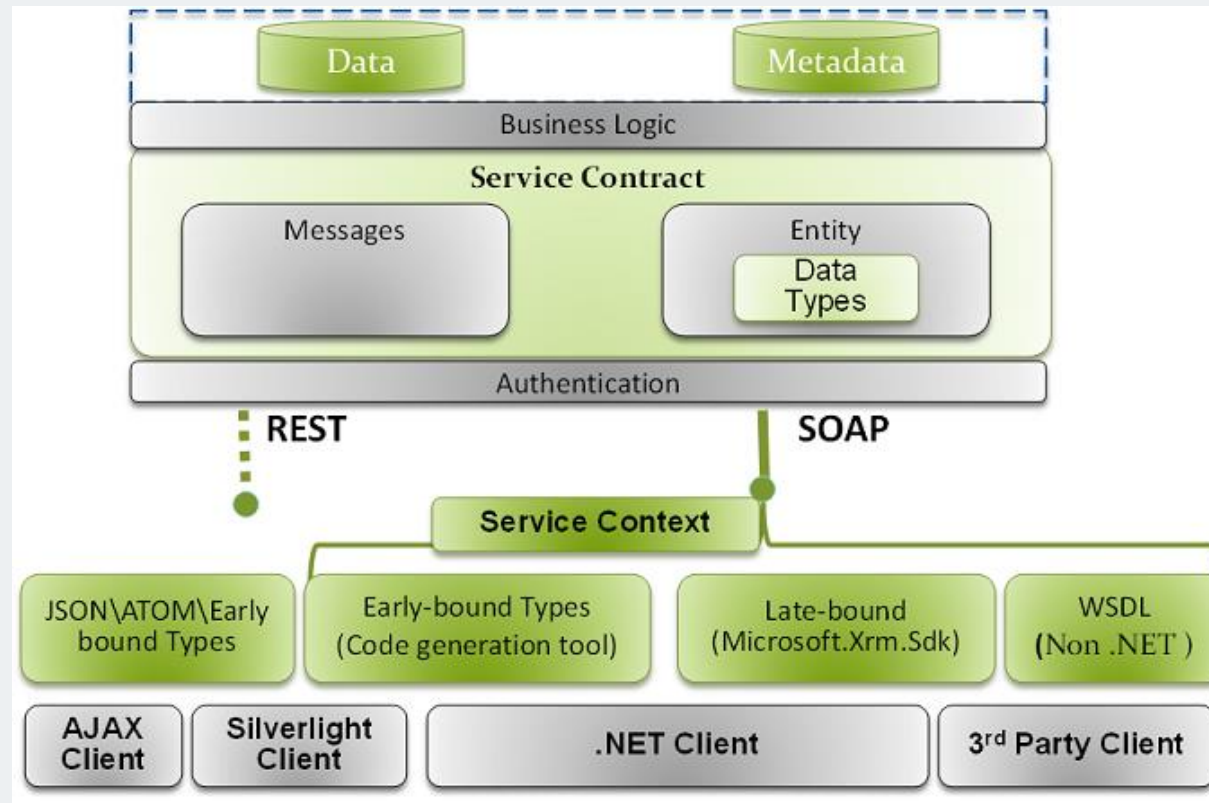 Data
Metadata
Business Logic
Service Contract
Messages
Entity
Data
Types
Authentication
REST
SOAP
Service Context
JSON\ATOM\Early
bound Types
Early-bound Types
(Code generation tool)
Late-bound
(Microsoft.Xrm.Sdk)
WSDL
(Non .NET )
AJAX
Client
Silverlight
Client
.NET Client
3rd Party Client